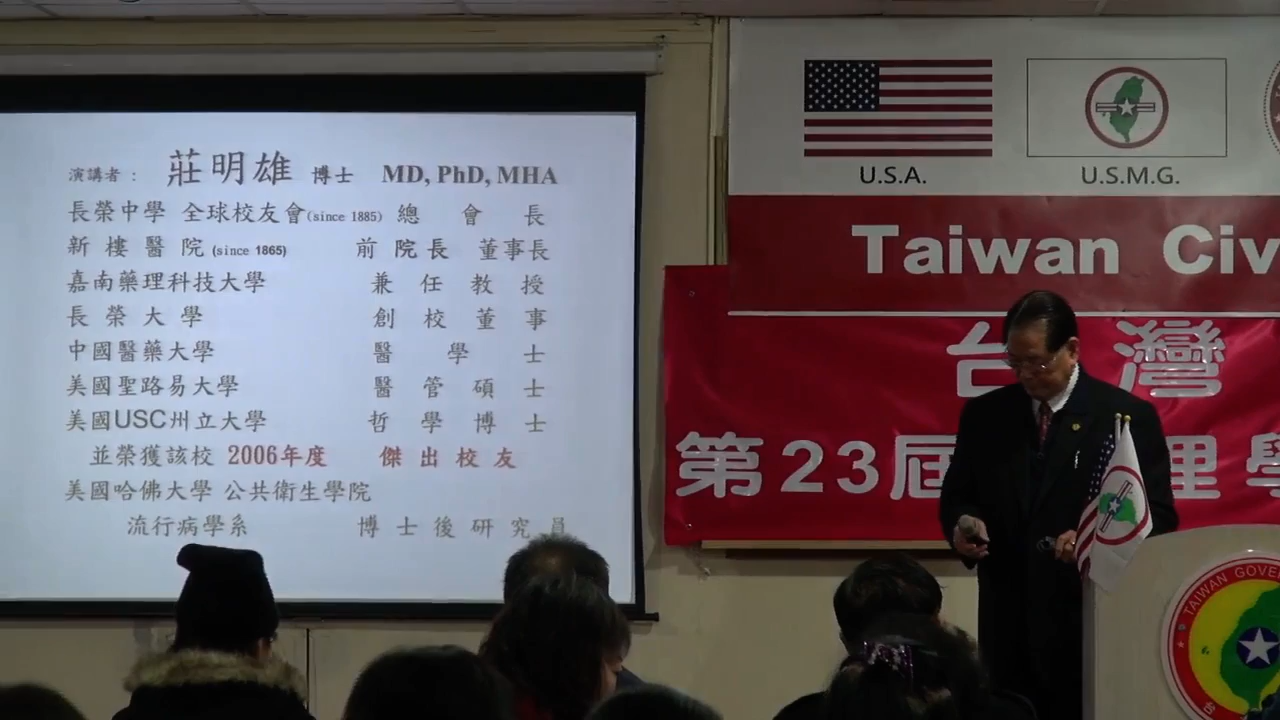 演講者： 莊明雄 博士 MD, PhD, MHA
長榮中學 全球校友會(since 1885) 總會長
新樓醫院 (since 1865) 前院長 董事長
嘉南藥理科技大學 兼任教授
長榮大學 創校董事
中國醫藥大學 醫學士
美國聖路易大學 醫管碩士
美國USC州立大學 哲學博士
並榮獲該校 2006年度 傑出校友
美國哈佛大學 公共衛生學院
流行病學系 博士後研究員
U.S.A. U.S.M.G.
Taiwan Civ
台灣
第23屆 理學
TAIWAN GOVER